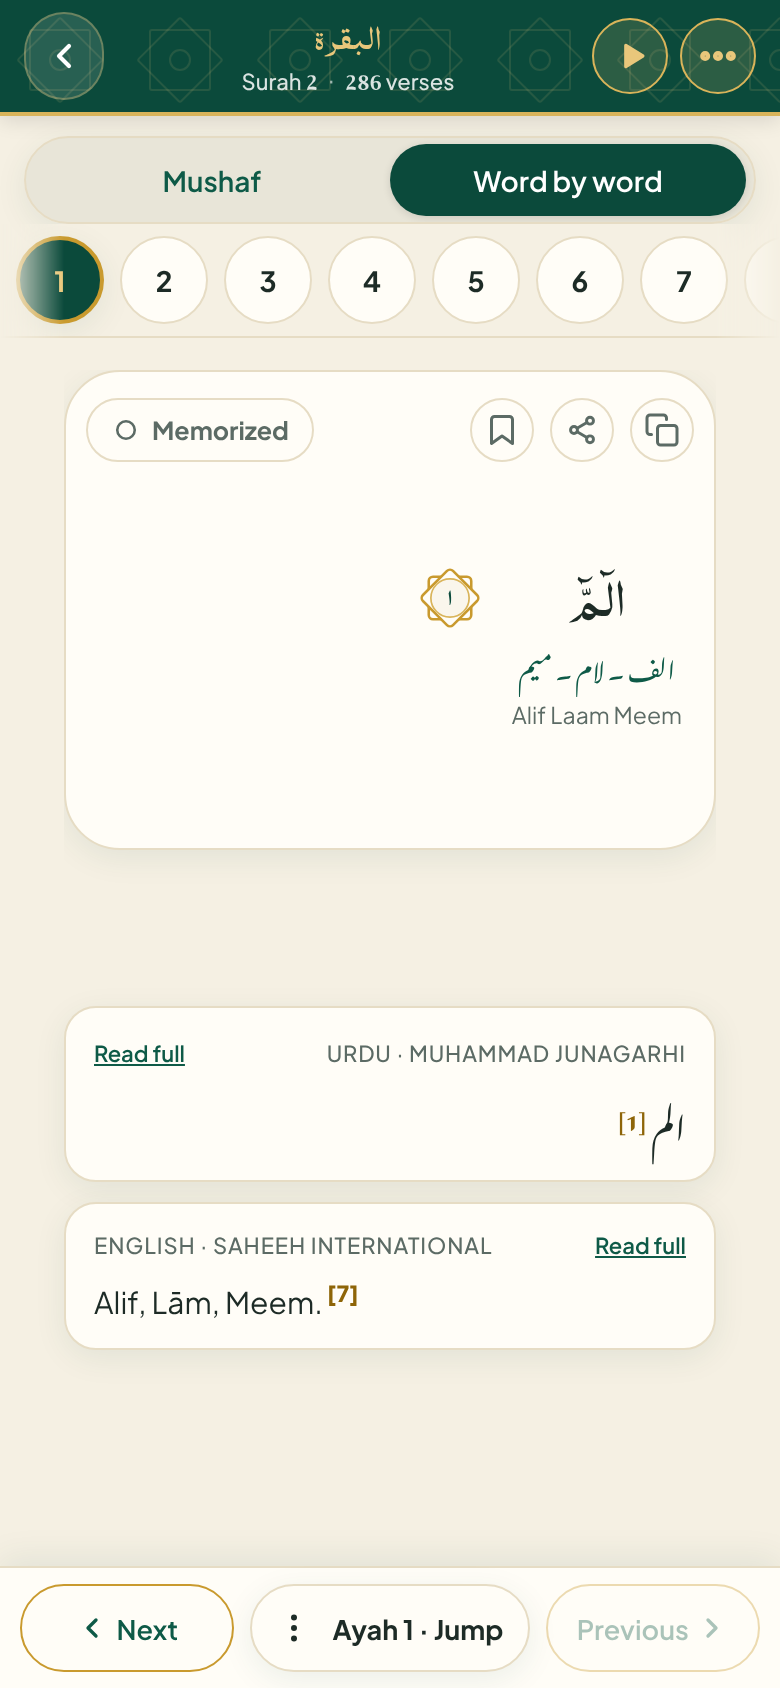 البقرة
Surah 2 · 286 verses
Mushaf
Word by word
1 2 3 4 5 6 7
Memorized
الٓمّٓ ١
الف ۔ لام ۔ میم
Alif Laam Meem
Read full
URDU · MUHAMMAD JUNAGARHI
الم [1]
ENGLISH · SAHEEH INTERNATIONAL
Read full
Alif, Lām, Meem. [7]
Next
Ayah 1 · Jump
Previous